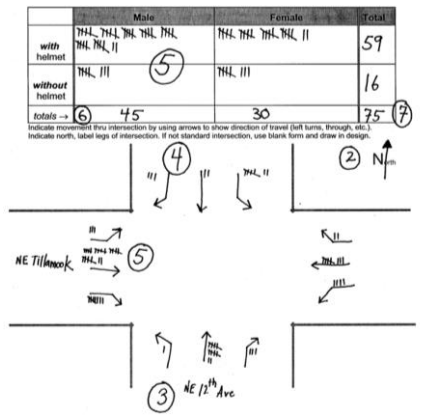 Male Female Total
with helmet 59
without helmet 5 16
totals → 6 45 30 75 7
Indicate movement thru intersection by using arrows to show direction of travel (left turns, through, etc.).
Indicate north, label legs of intersection. If not standard intersection, use blank form and draw in design.
4 2 North
NE Tillamook 5
3 NE 12th Ave